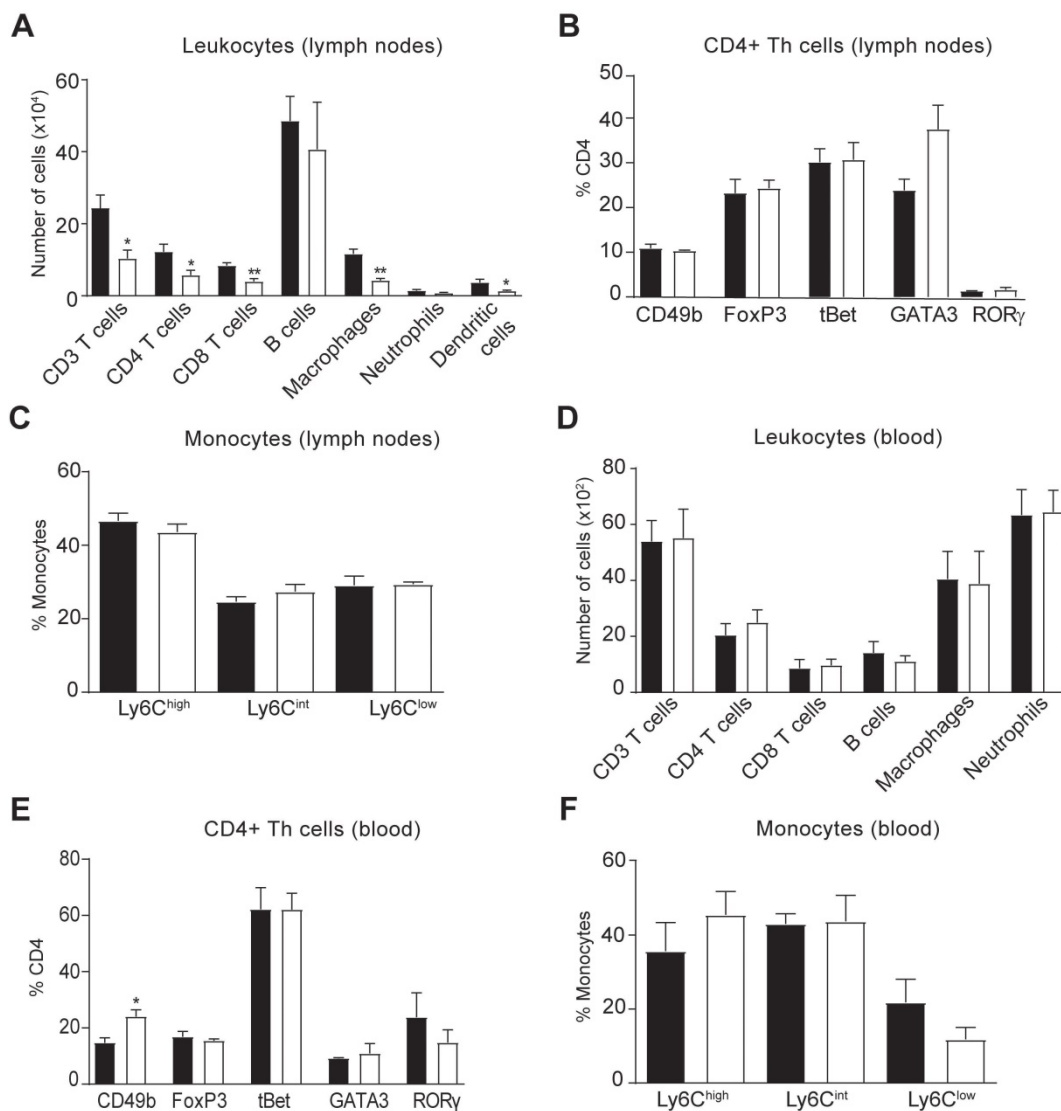 A
Leukocytes (lymph nodes)
Number of cells (x10⁴)
60
40
20
0
* * ** ** *
CD3 T cells
CD4 T cells
CD8 T cells
B cells
Macrophages
Neutrophils
Dendritic
cells
B
CD4+ Th cells (lymph nodes)
% CD4
50
40
30
20
10
0
CD49b FoxP3 tBet GATA3 RORγ
C
Monocytes (lymph nodes)
% Monocytes
60
40
20
0
Ly6Cʰⁱᵍʰ Ly6Cⁱⁿᵗ Ly6Cˡᵒʷ
D
Leukocytes (blood)
Number of cells (x10²)
80
60
40
20
0
CD3 T cells
CD4 T cells
CD8 T cells
B cells
Macrophages
Neutrophils
E
CD4+ Th cells (blood)
% CD4
80
60
40
20
0
*
CD49b FoxP3 tBet GATA3 RORγ
F
Monocytes (blood)
% Monocytes
60
40
20
0
Ly6Cʰⁱᵍʰ Ly6Cⁱⁿᵗ Ly6Cˡᵒʷ